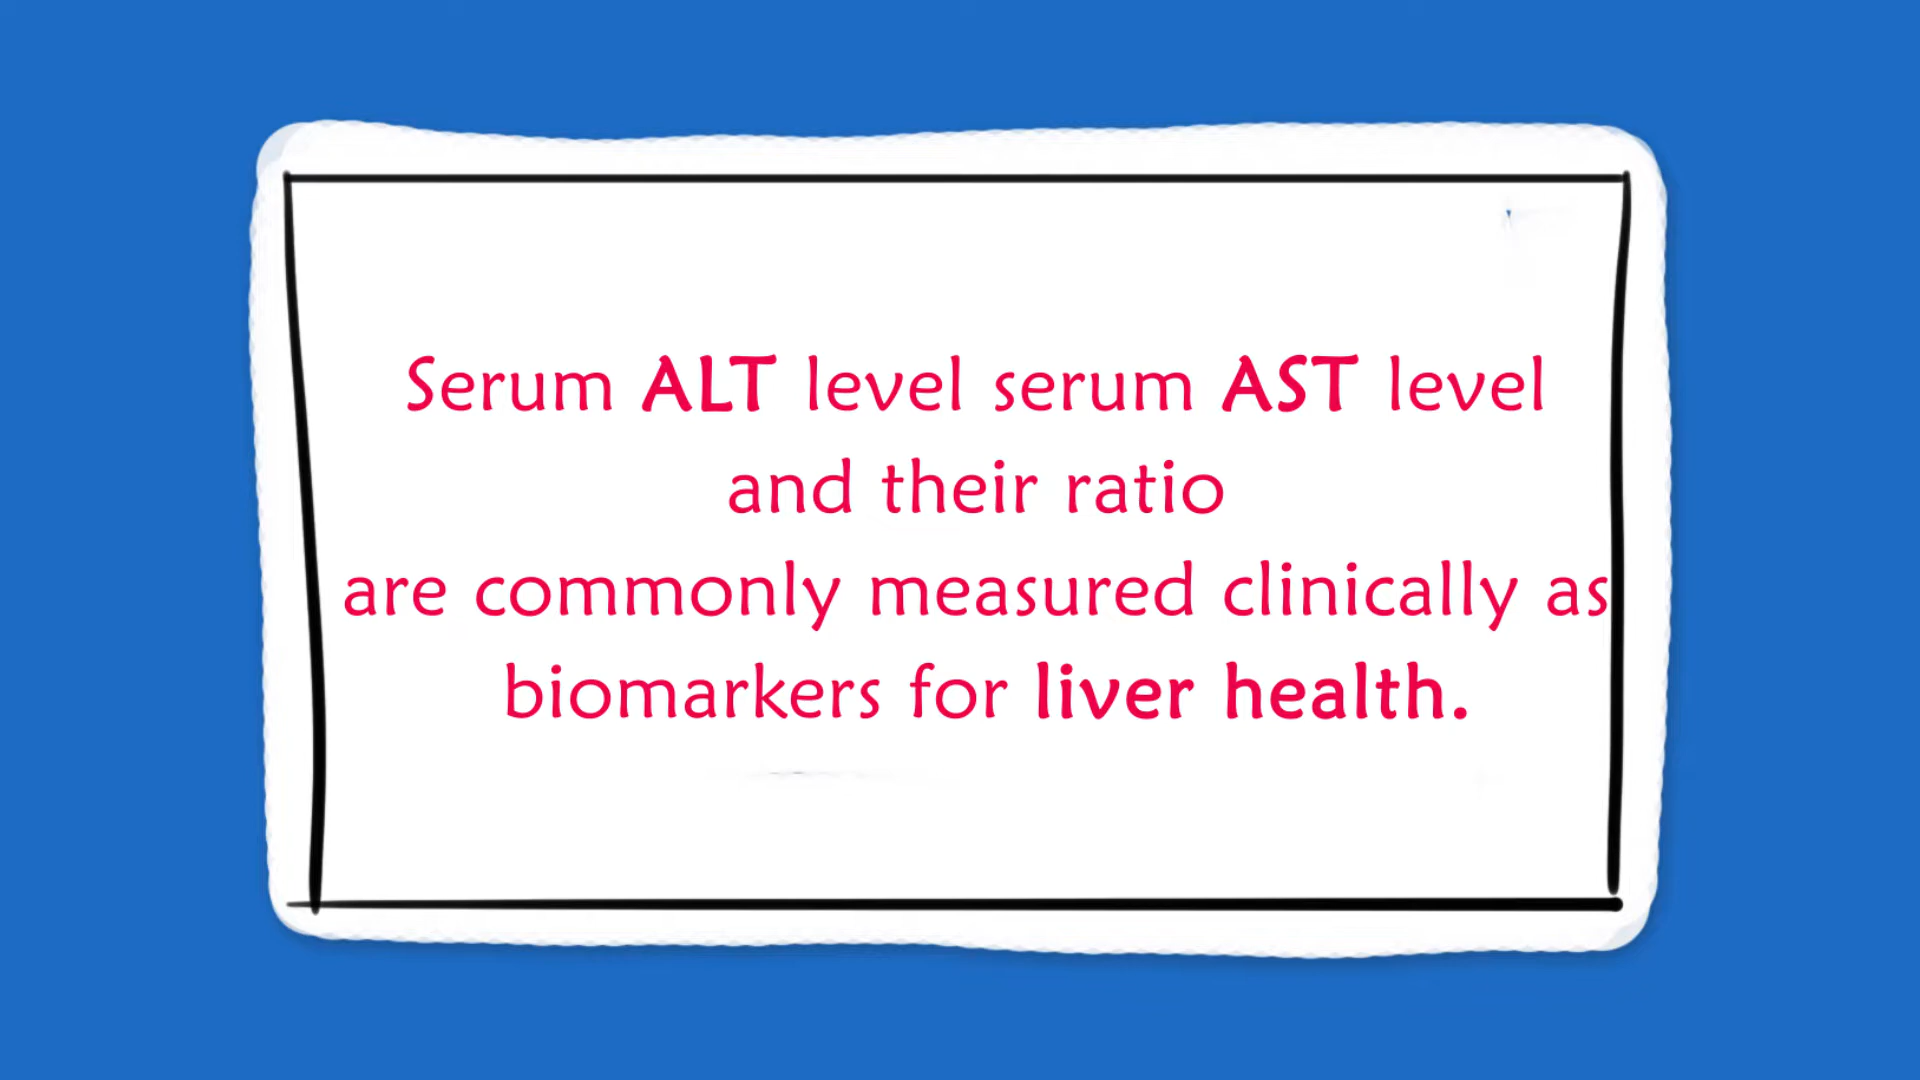 Serum ALT level serum AST level
and their ratio
are commonly measured clinically as
biomarkers for liver health.